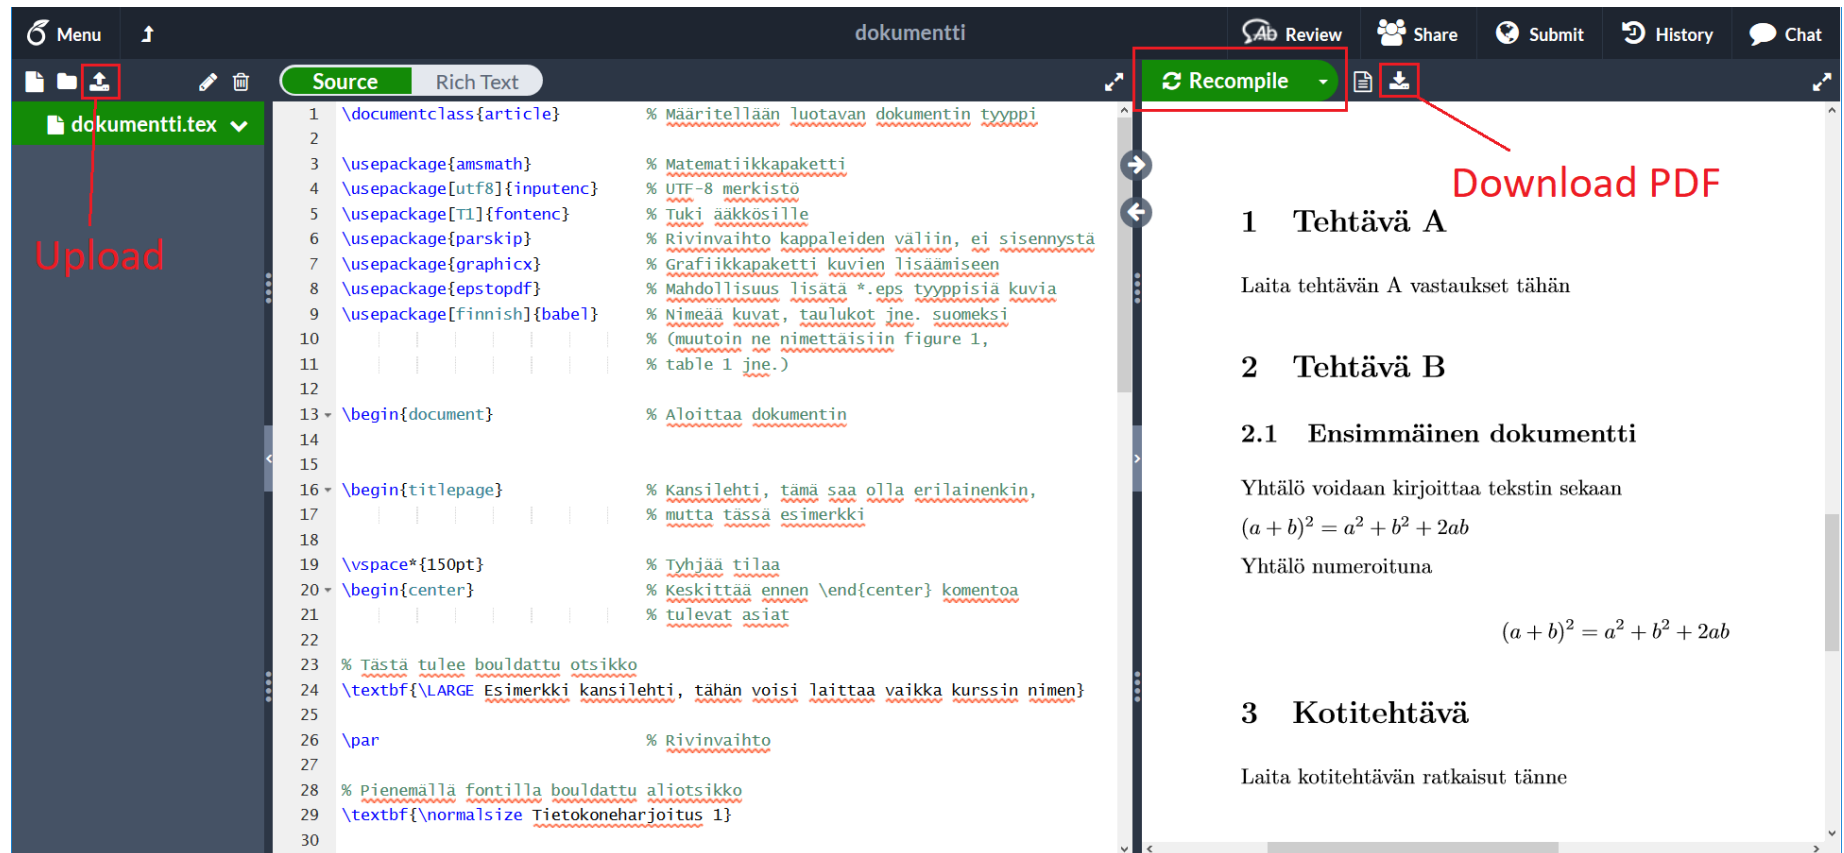 Menu
dokumentti
Review
Share
Submit
History
Chat
Source
Rich Text
Recompile
dokumentti.tex
Upload
Download PDF
1 \documentclass{article} % Määritellään luotavan dokumentin tyyppi
2
3 \usepackage{amsmath} % Matematiikkapaketti
4 \usepackage[utf8]{inputenc} % UTF-8 merkistö
5 \usepackage[T1]{fontenc} % Tuki ääkkösille
6 \usepackage{parskip} % Rivinvaihto kappaleiden väliin, ei sisennystä
7 \usepackage{graphicx} % Grafiikkapaketti kuvien lisäämiseen
8 \usepackage{epstopdf} % Mahdollisuus lisätä *.eps tyyppisiä kuvia
9 \usepackage[finnish]{babel} % Nimeää kuvat, taulukot jne. suomeksi
10 % (muutoin ne nimettäisiin figure 1,
11 % table 1 jne.)
12
13 \begin{document} % Aloittaa dokumentin
14
15
16 \begin{titlepage} % Kansilehti, tämä saa olla erilainenkin,
17 % mutta tässä esimerkki
18
19 \vspace*{150pt} % Tyhjää tilaa
20 \begin{center} % Keskittää ennen \end{center} komentoa
21 % tulevat asiat
22
23 % Tästä tulee bouldattu otsikko
24 \textbf{\LARGE Esimerkki kansilehti, tähän voisi laittaa vaikka kurssin nimen}
25
26 \par % Rivinvaihto
27
28 % Pienemällä fontilla bouldattu aliotsikko
29 \textbf{\normalsize Tietokoneharjoitus 1}
30
1 Tehtävä A
Laita tehtävän A vastaukset tähän
2 Tehtävä B
2.1 Ensimmäinen dokumentti
Yhtälö voidaan kirjoittaa tekstin sekaan
(a + b)² = a² + b² + 2ab
Yhtälö numeroituna
(a + b)² = a² + b² + 2ab
3 Kotitehtävä
Laita kotitehtävän ratkaisut tänne